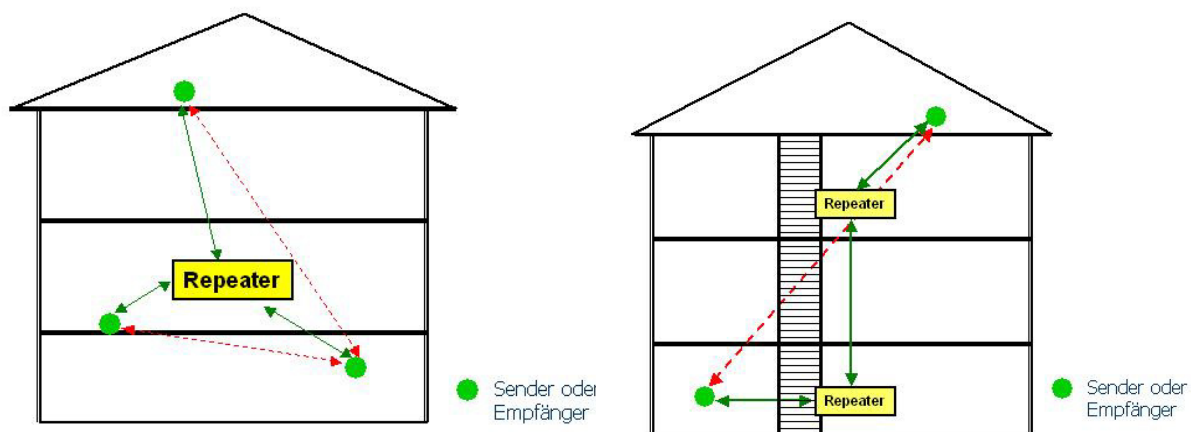 Repeater
Sender oder
Empfänger
Repeater
Repeater
Sender oder
Empfänger